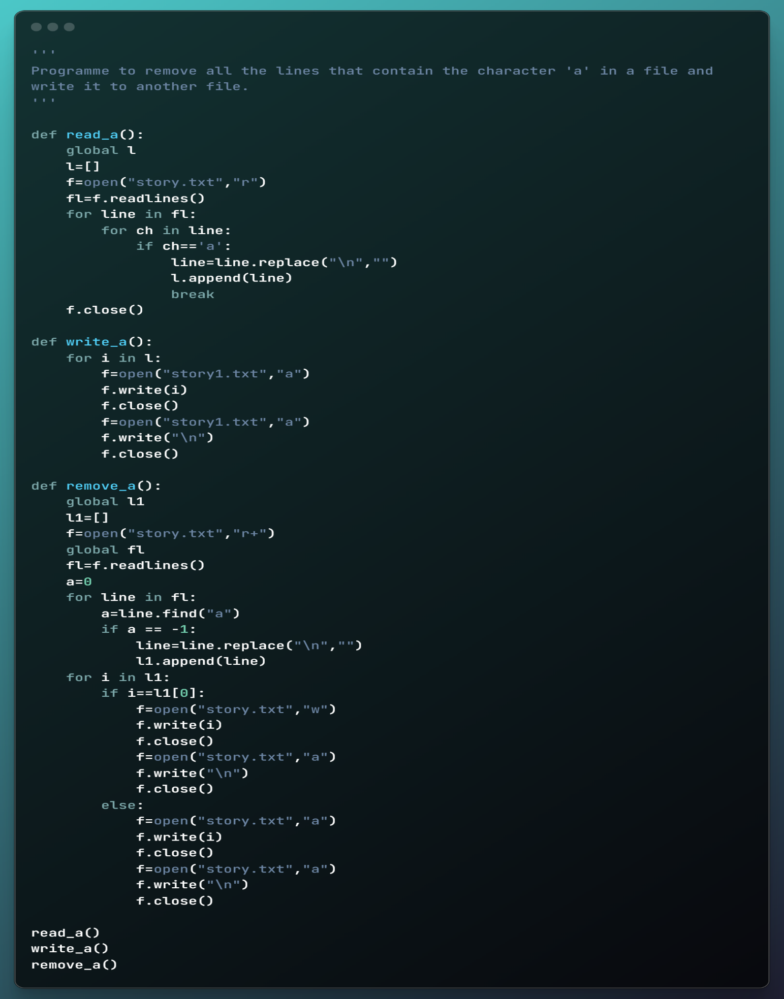 '''
Programme to remove all the lines that contain the character 'a' in a file and
write it to another file.
'''

def read_a():
    global l
    l=[]
    f=open("story.txt","r")
    fl=f.readlines()
    for line in fl:
        for ch in line:
            if ch=='a':
                line=line.replace("\n","")
                l.append(line)
                break
    f.close()

def write_a():
    for i in l:
        f=open("story1.txt","a")
        f.write(i)
        f.close()
        f=open("story1.txt","a")
        f.write("\n")
        f.close()

def remove_a():
    global l1
    l1=[]
    f=open("story.txt","r+")
    global fl
    fl=f.readlines()
    a=0
    for line in fl:
        a=line.find("a")
        if a == -1:
            line=line.replace("\n","")
            l1.append(line)
    for i in l1:
        if i==l1[0]:
            f=open("story.txt","w")
            f.write(i)
            f.close()
            f=open("story.txt","a")
            f.write("\n")
            f.close()
        else:
            f=open("story.txt","a")
            f.write(i)
            f.close()
            f=open("story.txt","a")
            f.write("\n")
            f.close()

read_a()
write_a()
remove_a()